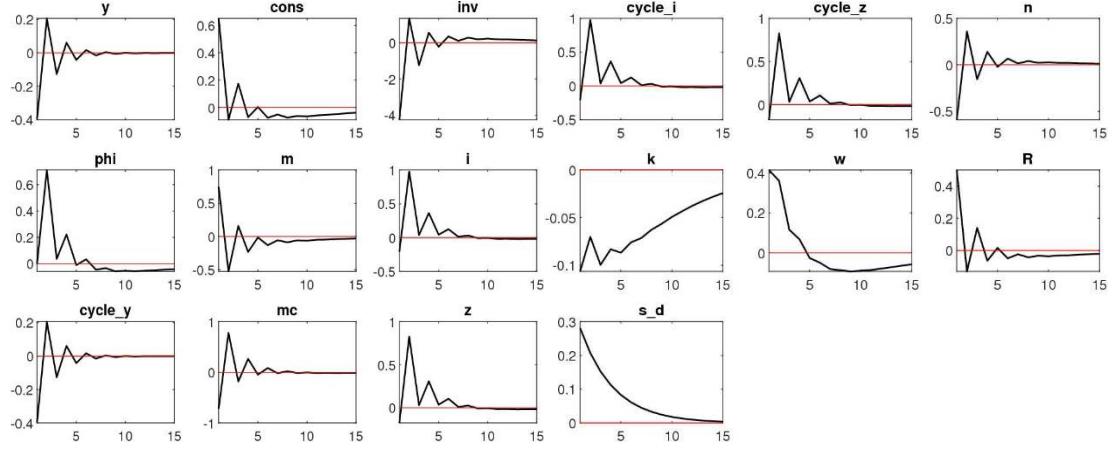 y cons inv cycle_i cycle_z n
0.2 0.6 0 1 1 0.5
0 0.4 0.5 0.5 0
-0.2 0.2 -2 0 0 -0.5
-0.4 0 -4 -0.5 0
5 10 15 5 10 15 5 10 15 5 10 15 5 10 15 5 10 15
phi m i k w R
0.6 1 1 0 0.4 0.4
0.4 0.5 0.5 -0.05 0.2 0.2
0.2 0 0 -0.1 0 0
0 -0.5 -0.5
5 10 15 5 10 15 5 10 15 5 10 15 5 10 15 5 10 15
cycle_y mc z s_d
0.2 1 1 0.3
0 0 0.5 0.2
-0.2 -1 0 0.1
-0.4 0
5 10 15 5 10 15 5 10 15 5 10 15